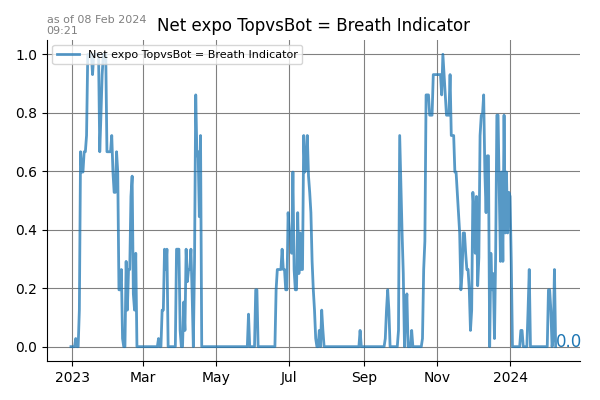 as of 08 Feb 2024
09:21
Net expo TopvsBot = Breath Indicator
Net expo TopvsBot = Breath Indicator
1.0
0.8
0.6
0.4
0.2
0.0
0.0
2023 Mar May Jul Sep Nov 2024